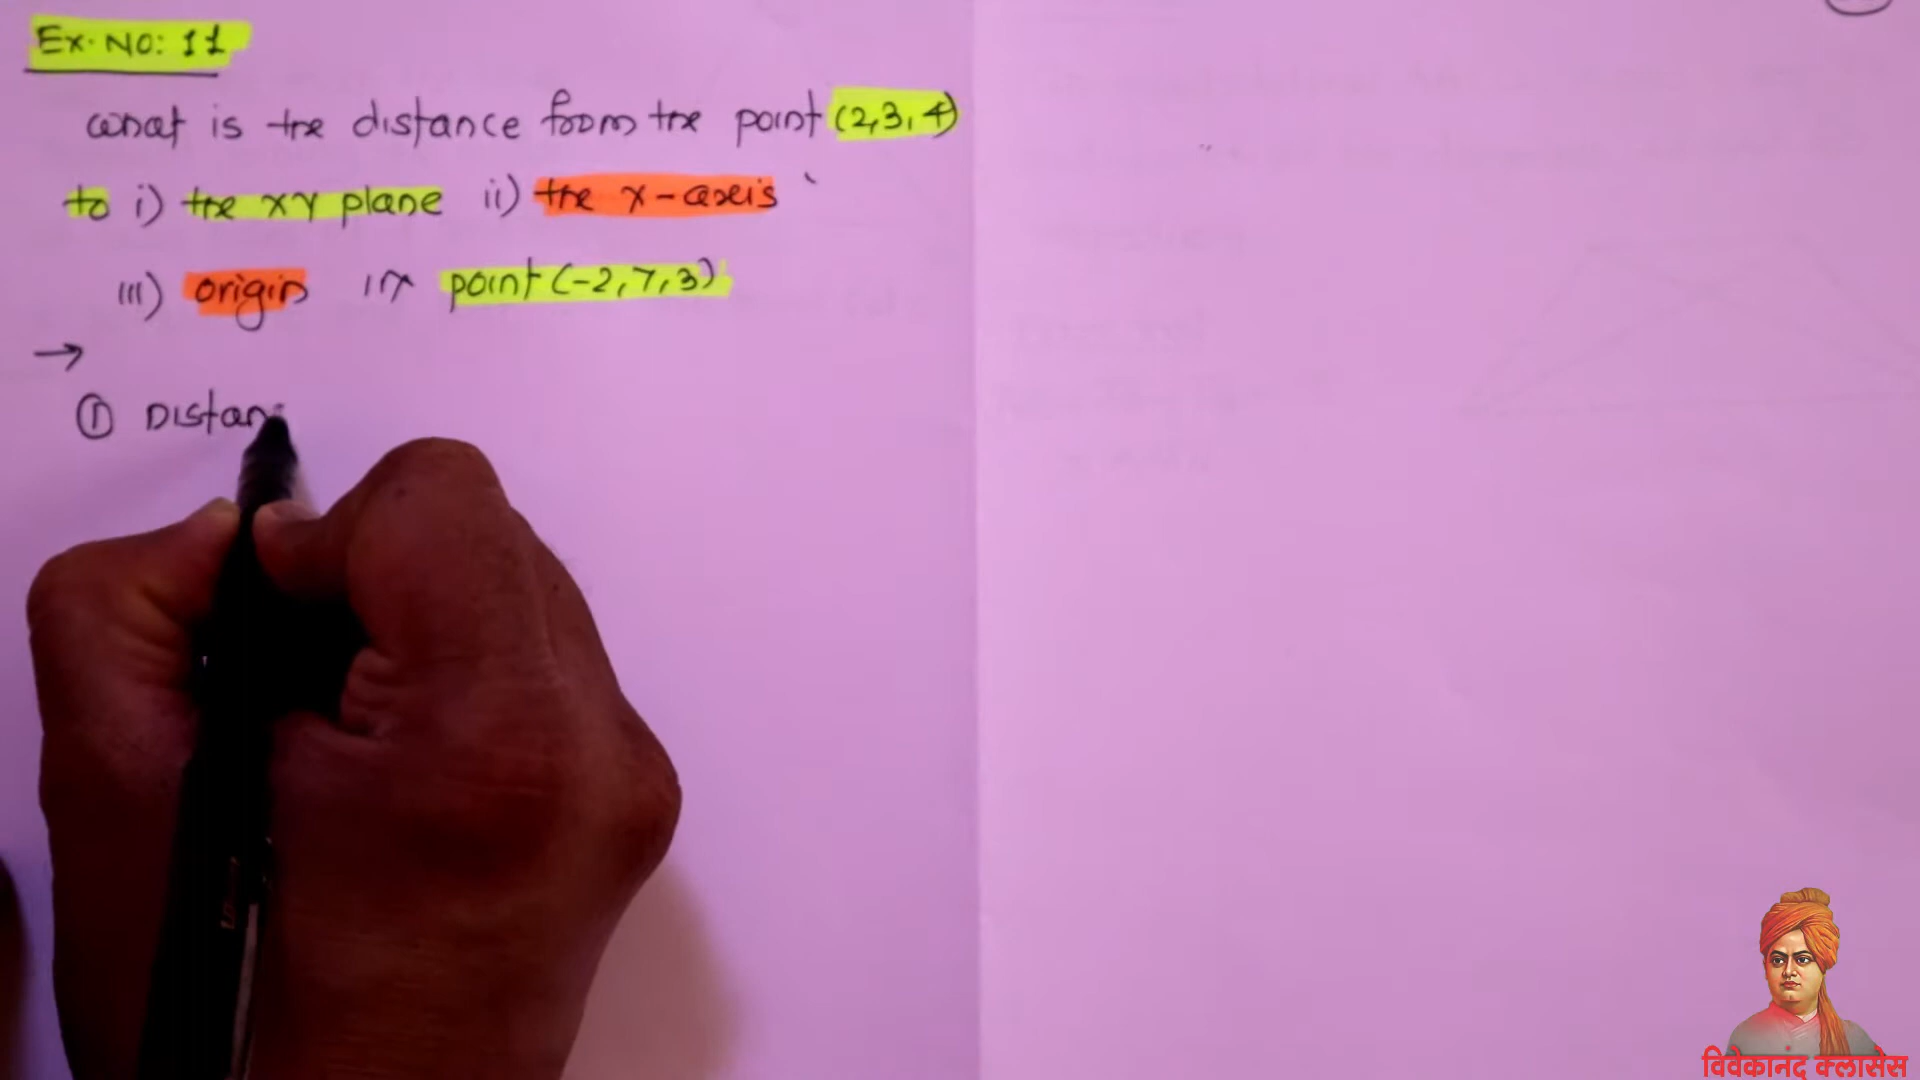 Ex. No: 11
what is the distance from the point (2,3,4)
to i) the XY plane ii) the x-axis
iii) origin iv point (-2,7,3)
→
① Distan
विवेकानंद क्लासेस